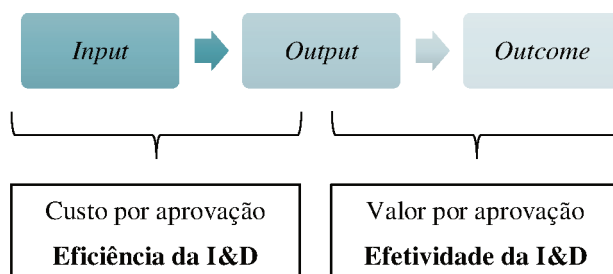 Input
Output
Outcome
Custo por aprovação
Eficiência da I&D
Valor por aprovação
Efetividade da I&D